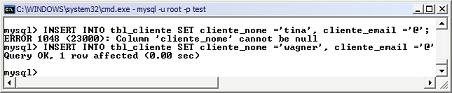 C:\WINDOWS\system32\cmd.exe - mysql -u root -p test
mysql> INSERT INTO tbl_cliente SET cliente_nome ='tina', cliente_email ='@';
ERROR 1048 (23000): Column 'cliente_nome' cannot be null
mysql> INSERT INTO tbl_cliente SET cliente_nome ='wagner', cliente_email ='@'
Query OK, 1 row affected (0.00 sec)
mysql>